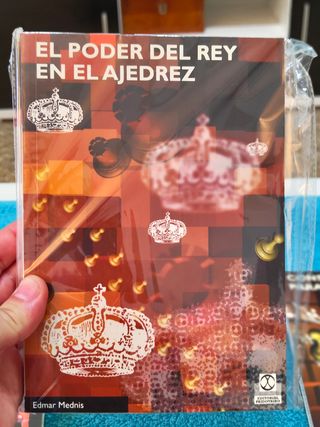 EL PODER DEL REY
EN EL AJEDREZ
Edmar Mednis
EDITORIAL
PAIDOTRIBO